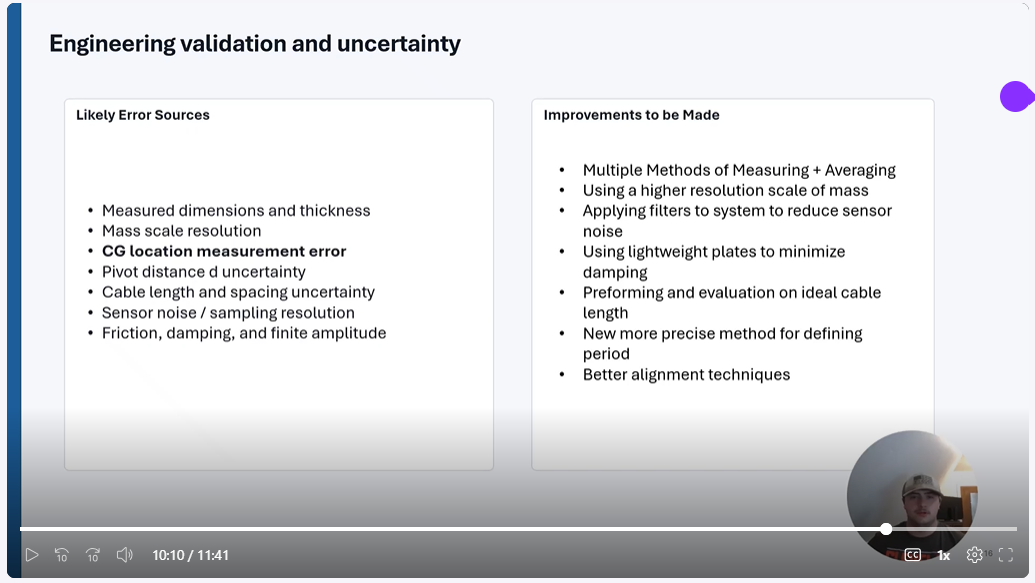 Engineering validation and uncertainty
Likely Error Sources
• Measured dimensions and thickness
• Mass scale resolution
• CG location measurement error
• Pivot distance d uncertainty
• Cable length and spacing uncertainty
• Sensor noise / sampling resolution
• Friction, damping, and finite amplitude
Improvements to be Made
• Multiple Methods of Measuring + Averaging
• Using a higher resolution scale of mass
• Applying filters to system to reduce sensor
noise
• Using lightweight plates to minimize
damping
• Preforming and evaluation on ideal cable
length
• New more precise method for defining
period
• Better alignment techniques
10 10 10:10 / 11:41 CC 1x